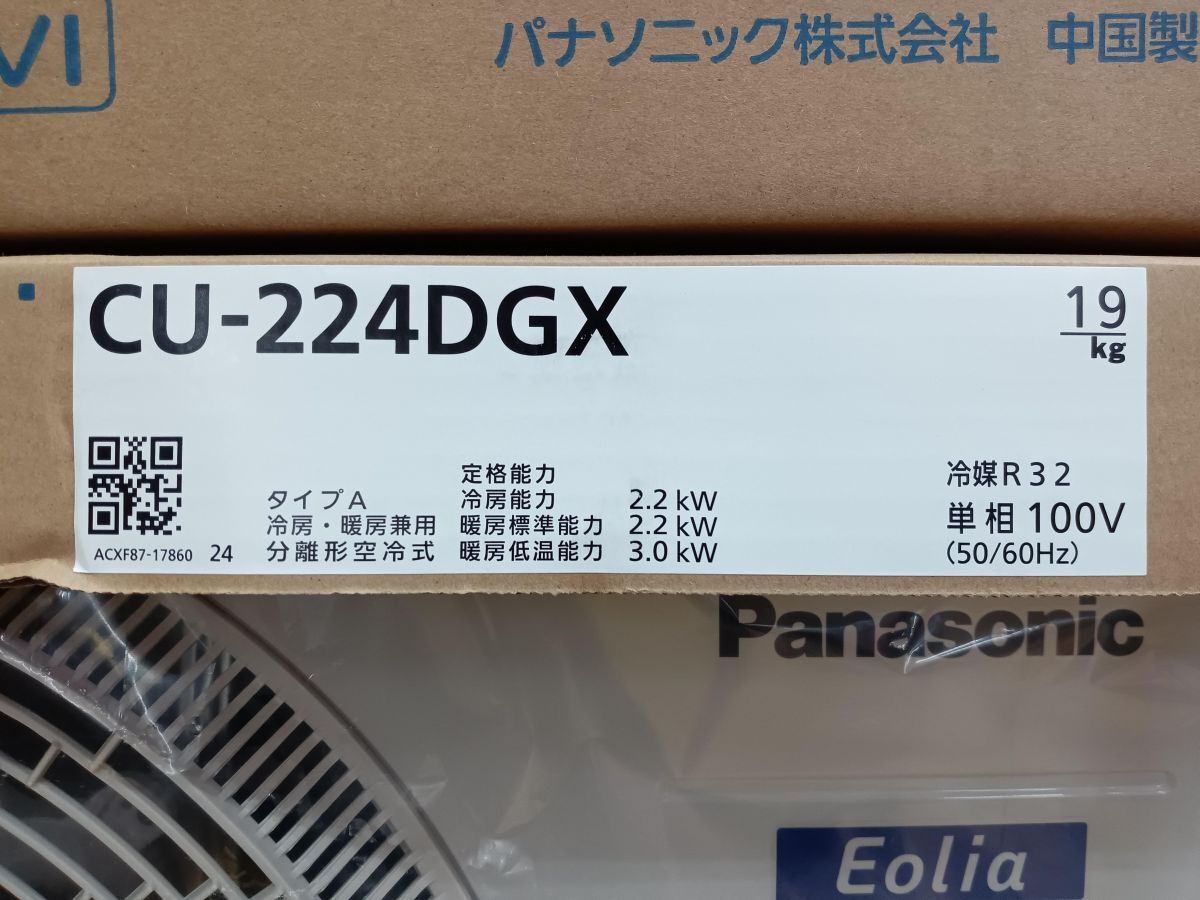 VI
パナソニック株式会社 中国製
CU-224DGX
19
kg
定格能力
タイプA 冷房能力 2.2 kW
冷房・暖房兼用 暖房標準能力 2.2 kW
分離形空冷式 暖房低温能力 3.0 kW
冷媒R32
単相 100V
(50/60Hz)
ACXF87-17860 24
Panasonic
Eolia